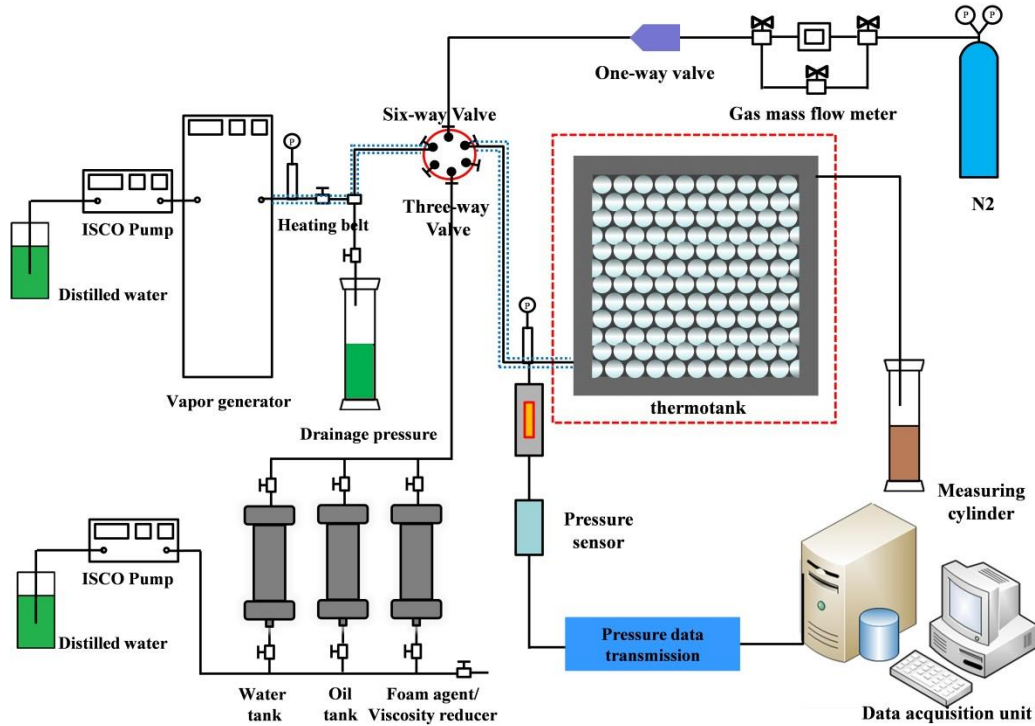 P P
One-way valve
Gas mass flow meter
N2
Six-way Valve
P
ISCO Pump
Heating belt
Three-way
Valve
Distilled water
P
Vapor generator
thermotank
Drainage pressure
Measuring
cylinder
Pressure
sensor
ISCO Pump
Distilled water
Pressure data
transmission
Water
tank
Oil
tank
Foam agent/
Viscosity reducer
Data acquisition unit